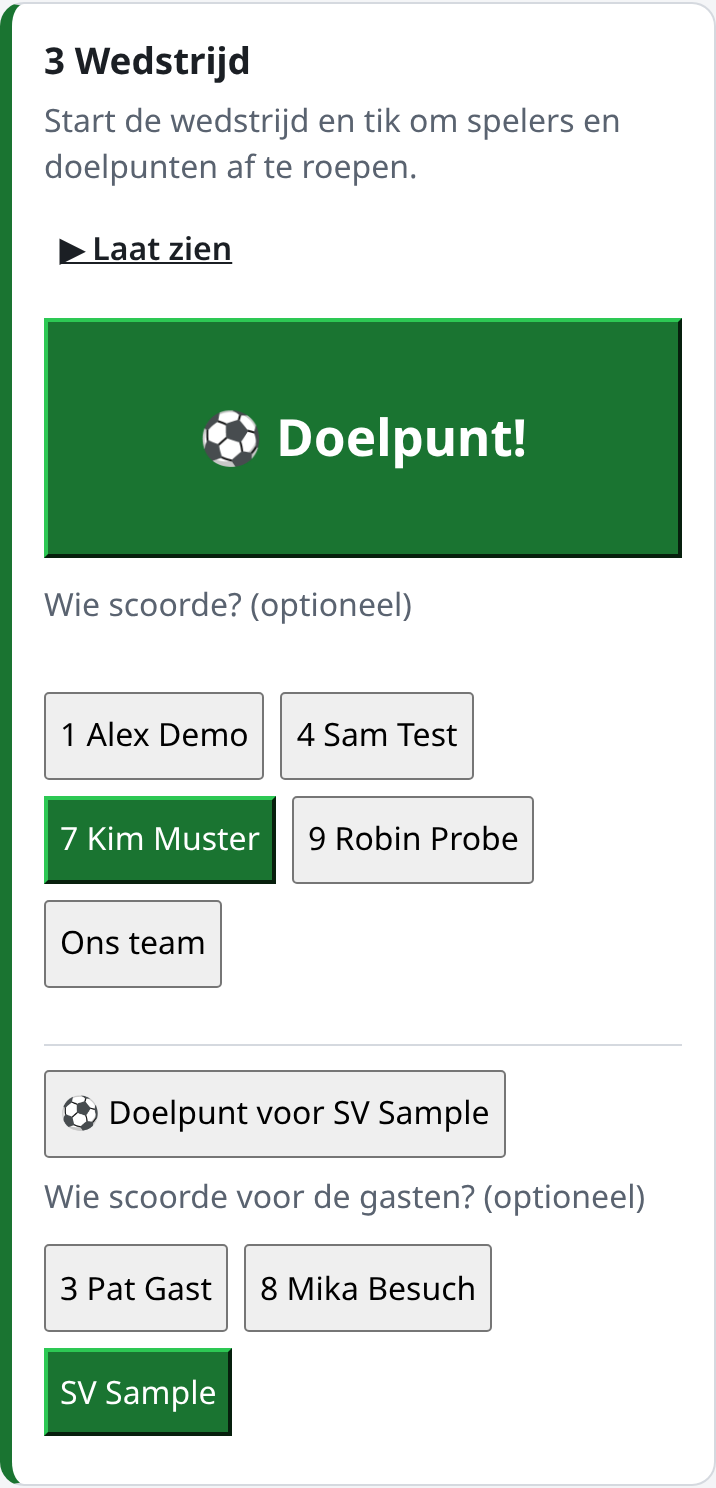 3 Wedstrijd
Start de wedstrijd en tik om spelers en
doelpunten af te roepen.
▶ Laat zien
⚽ Doelpunt!
Wie scoorde? (optioneel)
1 Alex Demo
4 Sam Test
7 Kim Muster
9 Robin Probe
Ons team
⚽ Doelpunt voor SV Sample
Wie scoorde voor de gasten? (optioneel)
3 Pat Gast
8 Mika Besuch
SV Sample